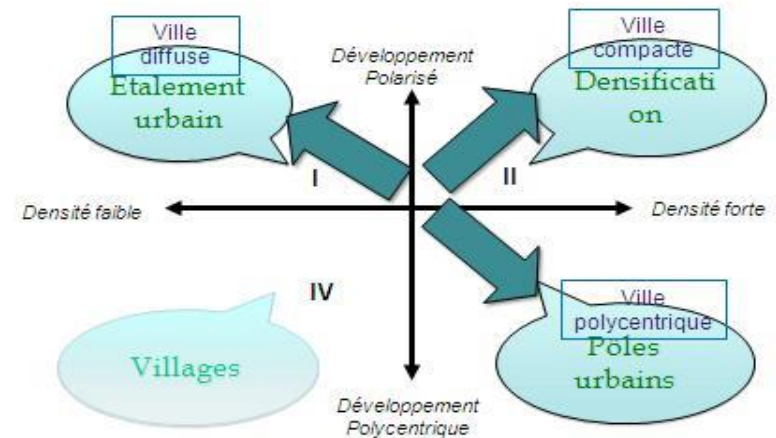 Ville
diffuse
Etalement
urbain
Développement
Polarisé
Ville
compacte
Densificati
on
I
II
Densité faible
Densité forte
IV
Villages
Ville
polycentrique
Pôles
urbains
Développement
Polycentrique